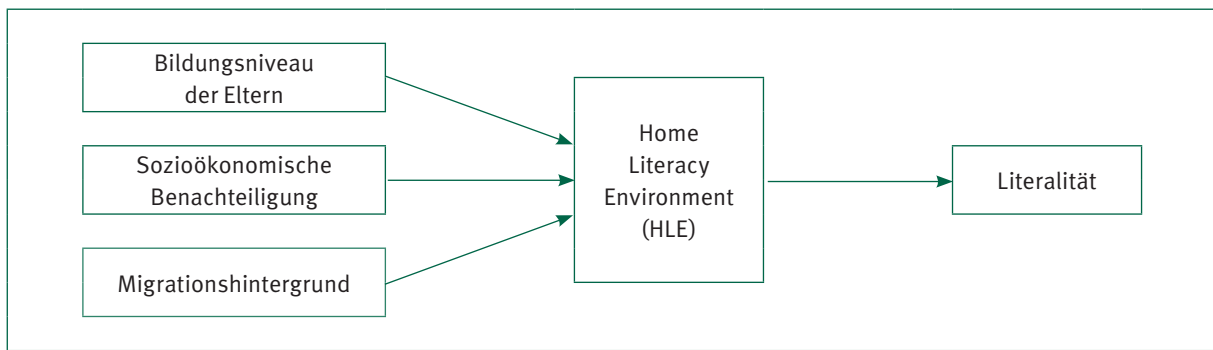 Bildungsniveau
der Eltern
Sozioökonomische
Benachteiligung
Migrationshintergrund
Home
Literacy
Environment
(HLE)
Literalität